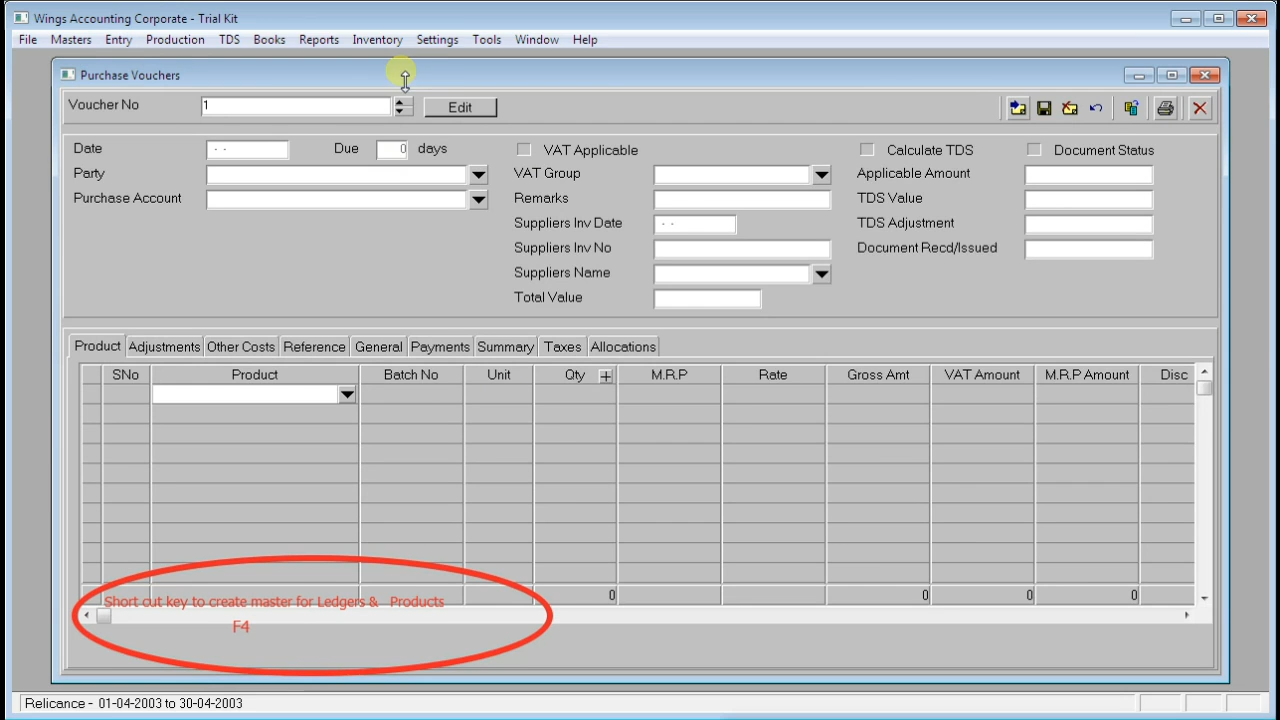 Wings Accounting Corporate - Trial Kit
File Masters Entry Production TDS Books Reports Inventory Settings Tools Window Help
Purchase Vouchers
Voucher No 1 Edit
Date - - Due 0 days VAT Applicable Calculate TDS Document Status
Party VAT Group Applicable Amount
Purchase Account Remarks TDS Value
Suppliers Inv Date - - TDS Adjustment
Suppliers Inv No Document Recd/Issued
Suppliers Name
Total Value
Product Adjustments Other Costs Reference General Payments Summary Taxes Allocations
SNo Product Batch No Unit Qty + M.R.P Rate Gross Amt VAT Amount M.R.P Amount Disc
0 0 0 0
Short cut key to create master for Ledgers & Products
F4
Relicance - 01-04-2003 to 30-04-2003